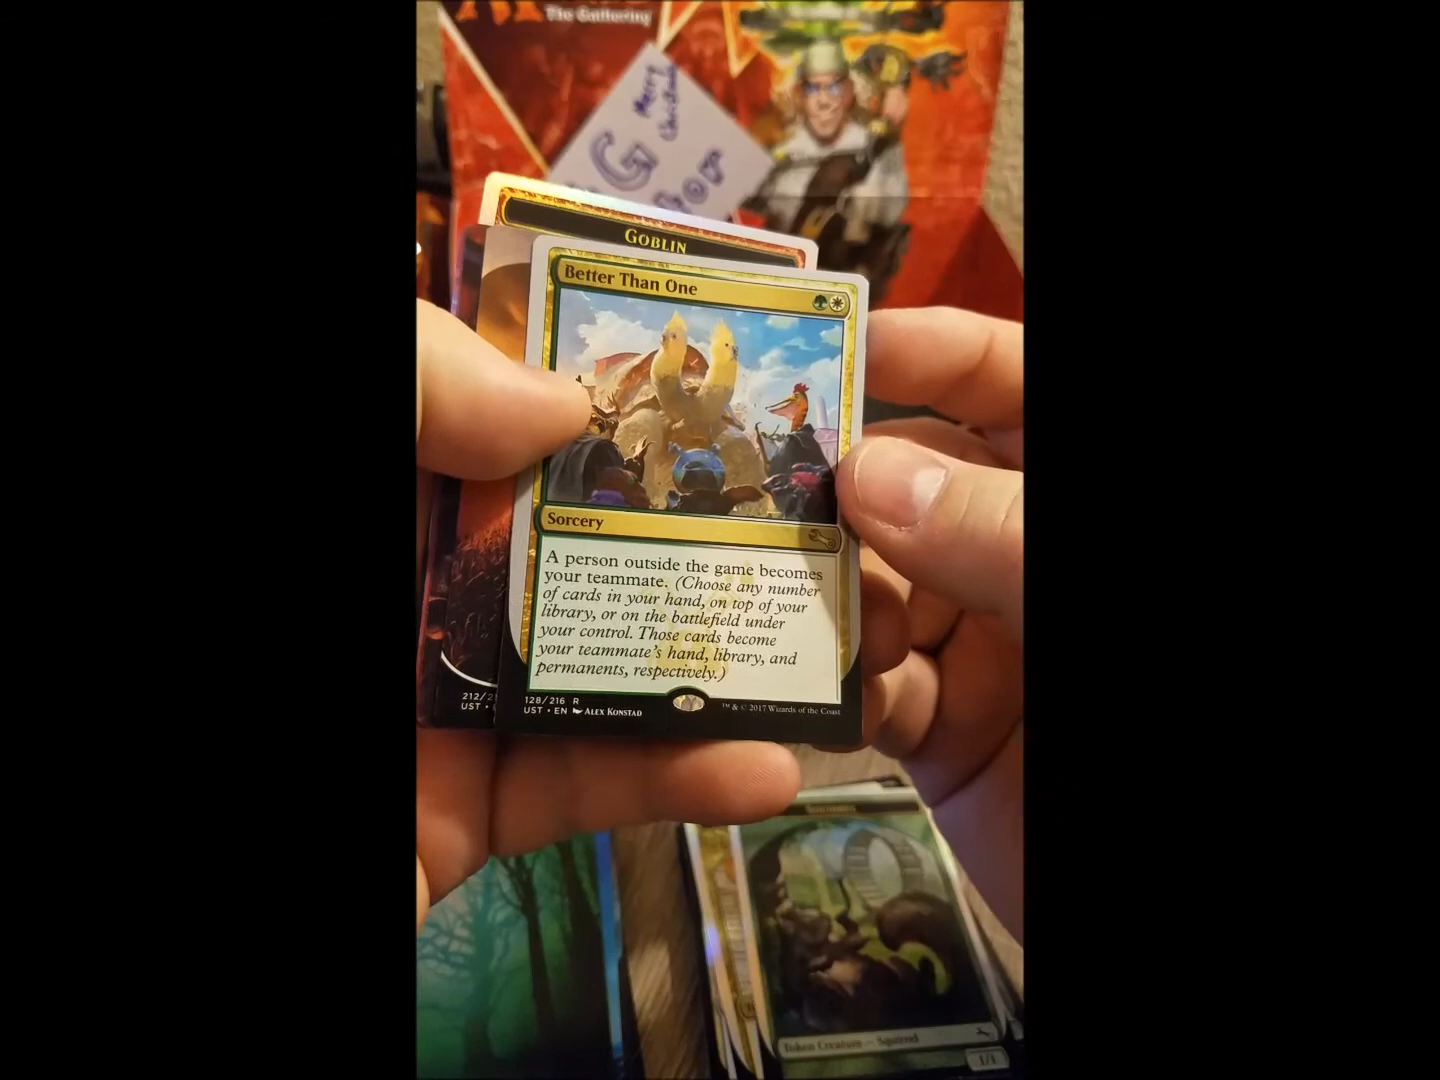 The Gathering
Merry
Christmas
G
GOBLIN
Better Than One
Sorcery
A person outside the game becomes
your teammate. (Choose any number
of cards in your hand, on top of your
library, or on the battlefield under
your control. Those cards become
your teammate's hand, library, and
permanents, respectively.)
128/216 R
UST • EN ALEX KONSTAD
™ & © 2017 Wizards of the Coast
212/2
UST •
Token Creature — Squirrel
1/1